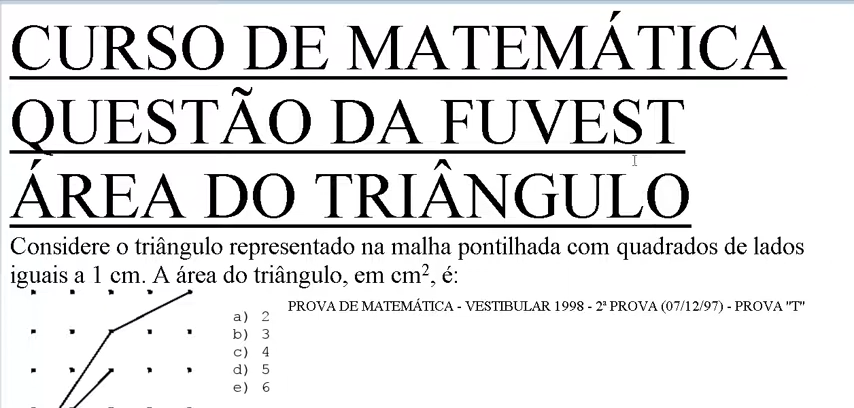 CURSO DE MATEMÁTICA
QUESTÃO DA FUVEST
ÁREA DO TRIÂNGULO
Considere o triângulo representado na malha pontilhada com quadrados de lados
iguais a 1 cm. A área do triângulo, em cm², é:
PROVA DE MATEMÁTICA - VESTIBULAR 1998 - 2ª PROVA (07/12/97) - PROVA "T"
a) 2
b) 3
c) 4
d) 5
e) 6